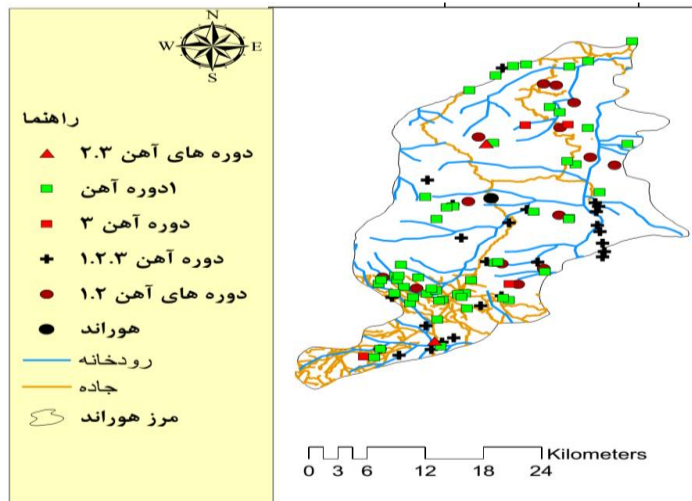 N
W E
S
راهنما
دوره های آهن ۲.۳
۱دوره آهن
دوره آهن ۳
دوره آهن ۱.۲.۳
دوره های آهن ۱.۲
هوراند
رودخانه
جاده
مرز هوراند
Kilometers
0 3 6 12 18 24